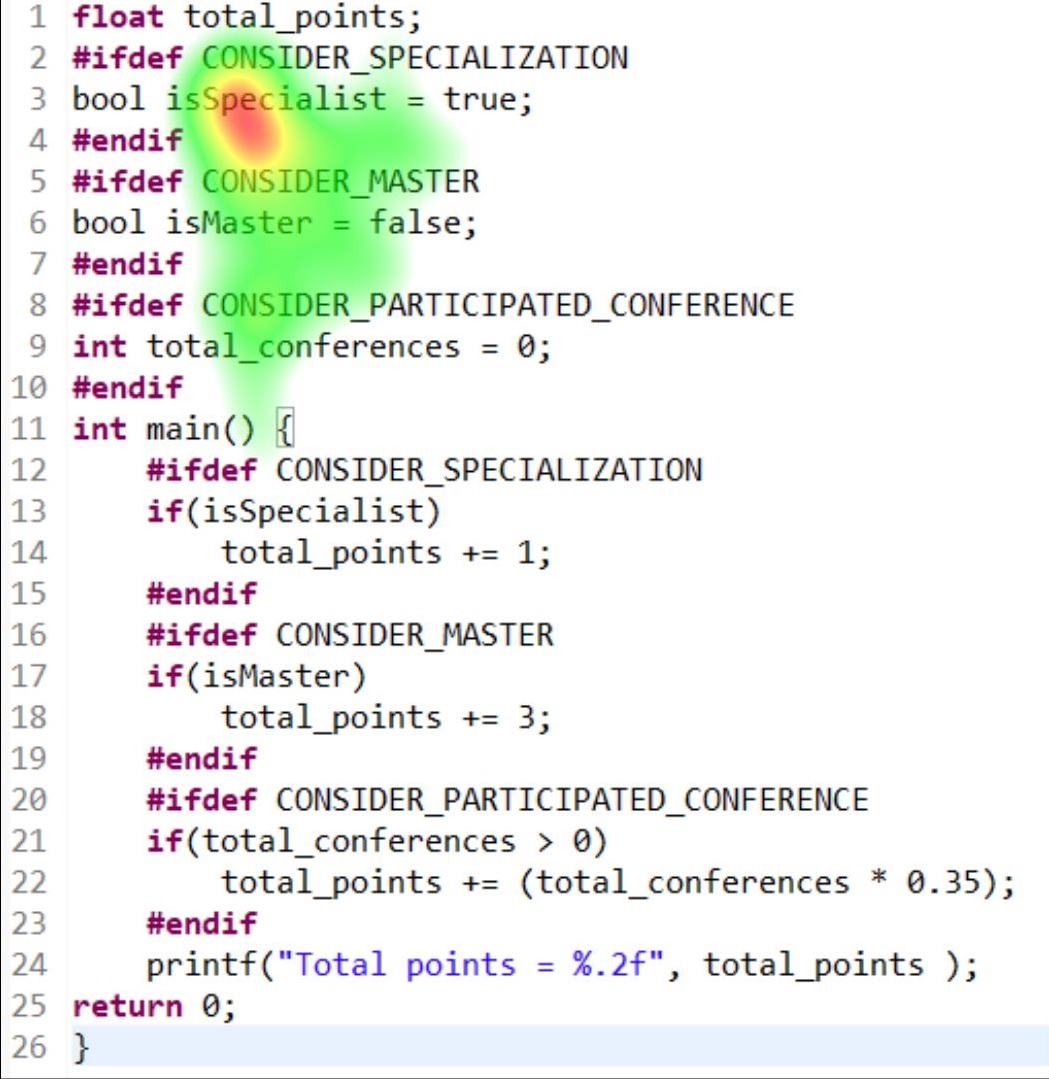 1 float total_points;
2 #ifdef CONSIDER_SPECIALIZATION
3 bool isSpecialist = true;
4 #endif
5 #ifdef CONSIDER_MASTER
6 bool isMaster = false;
7 #endif
8 #ifdef CONSIDER_PARTICIPATED_CONFERENCE
9 int total_conferences = 0;
10 #endif
11 int main() {
12     #ifdef CONSIDER_SPECIALIZATION
13     if(isSpecialist)
14         total_points += 1;
15     #endif
16     #ifdef CONSIDER_MASTER
17     if(isMaster)
18         total_points += 3;
19     #endif
20     #ifdef CONSIDER_PARTICIPATED_CONFERENCE
21     if(total_conferences > 0)
22         total_points += (total_conferences * 0.35);
23     #endif
24     printf("Total points = %.2f", total_points );
25 return 0;
26 }